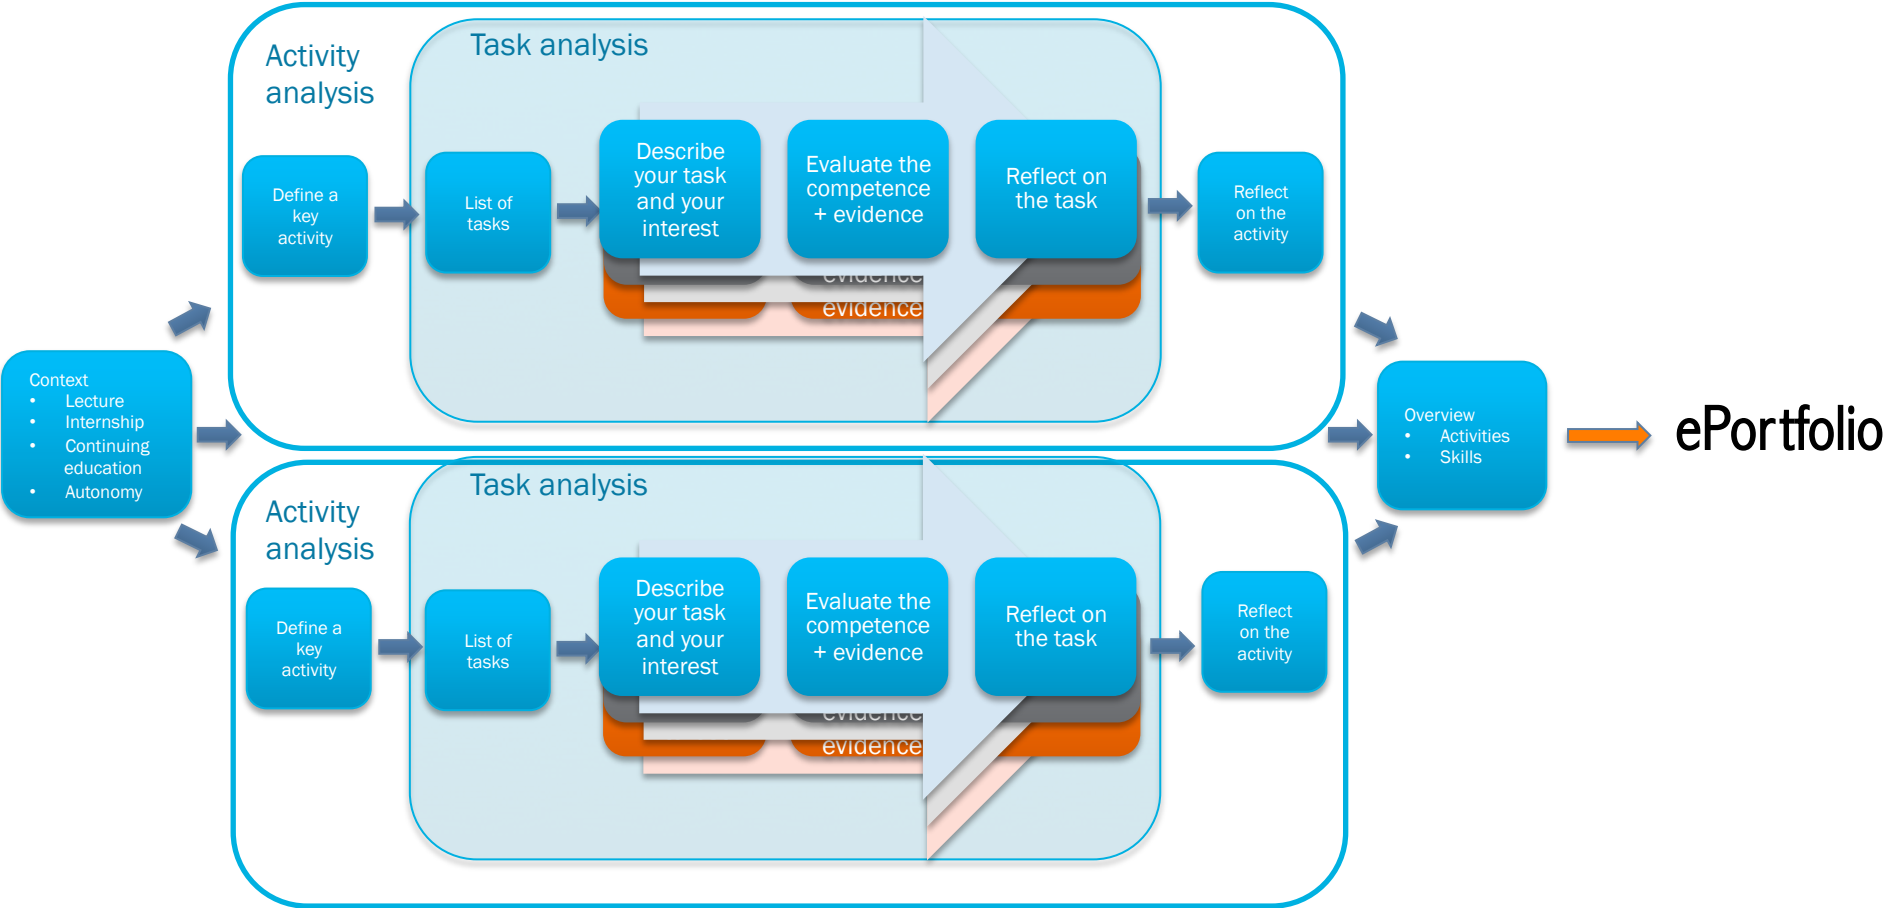 Activity
analysis
Task analysis
Define a
key
activity
List of
tasks
Describe
your task
and your
interest
Evaluate the
competence
+ evidence
Reflect on
the task
Reflect
on the
activity
evidence
evidence
Context
• Lecture
• Internship
• Continuing
education
• Autonomy
Overview
• Activities
• Skills
ePortfolio
Activity
analysis
Task analysis
Define a
key
activity
List of
tasks
Describe
your task
and your
interest
Evaluate the
competence
+ evidence
Reflect on
the task
Reflect
on the
activity
evidence
evidence